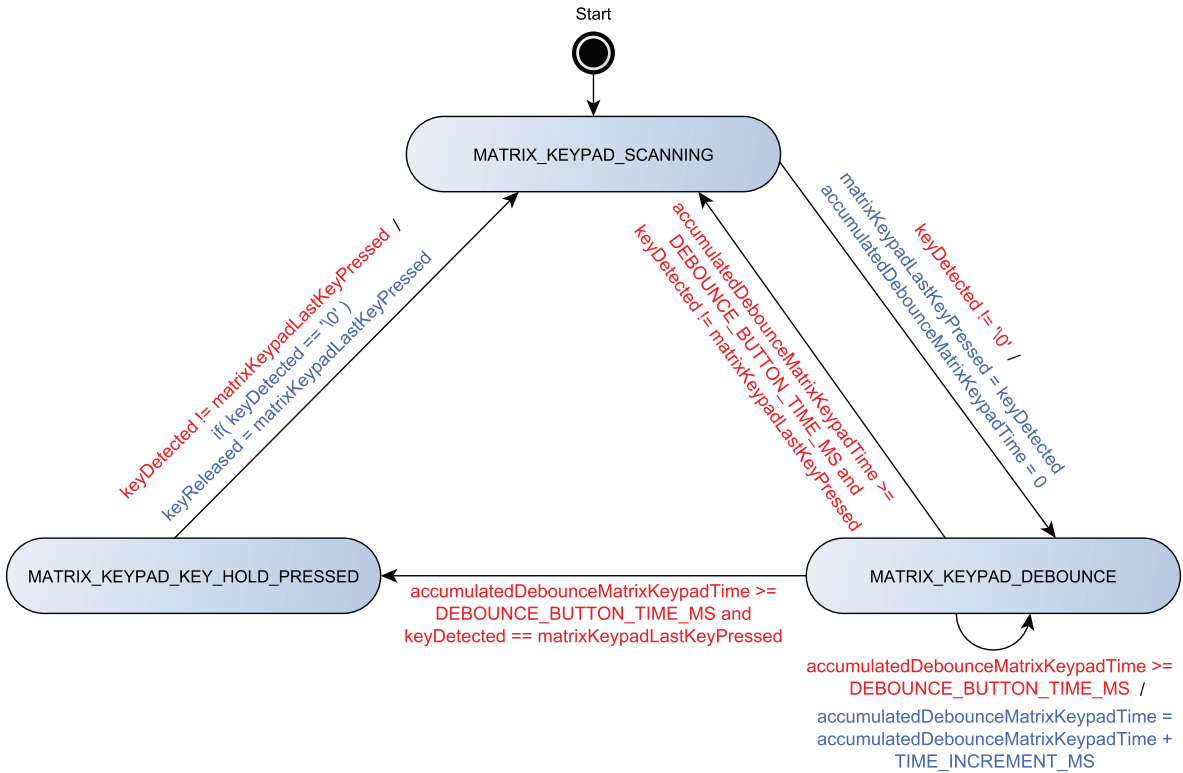 Start
MATRIX_KEYPAD_SCANNING
keyDetected != matrixKeypadLastKeyPressed /
if( keyDetected == '\0' )
keyReleased = matrixKeypadLastKeyPressed
accumulatedDebounceMatrixKeypadTime >=
DEBOUNCE_BUTTON_TIME_MS and
keyDetected != matrixKeypadLastKeyPressed
keyDetected != '\0' /
matrixKeypadLastKeyPressed = keyDetected
accumulatedDebounceMatrixKeypadTime = 0
MATRIX_KEYPAD_KEY_HOLD_PRESSED
accumulatedDebounceMatrixKeypadTime >=
DEBOUNCE_BUTTON_TIME_MS and
keyDetected == matrixKeypadLastKeyPressed
MATRIX_KEYPAD_DEBOUNCE
accumulatedDebounceMatrixKeypadTime >=
DEBOUNCE_BUTTON_TIME_MS /
accumulatedDebounceMatrixKeypadTime =
accumulatedDebounceMatrixKeypadTime +
TIME_INCREMENT_MS